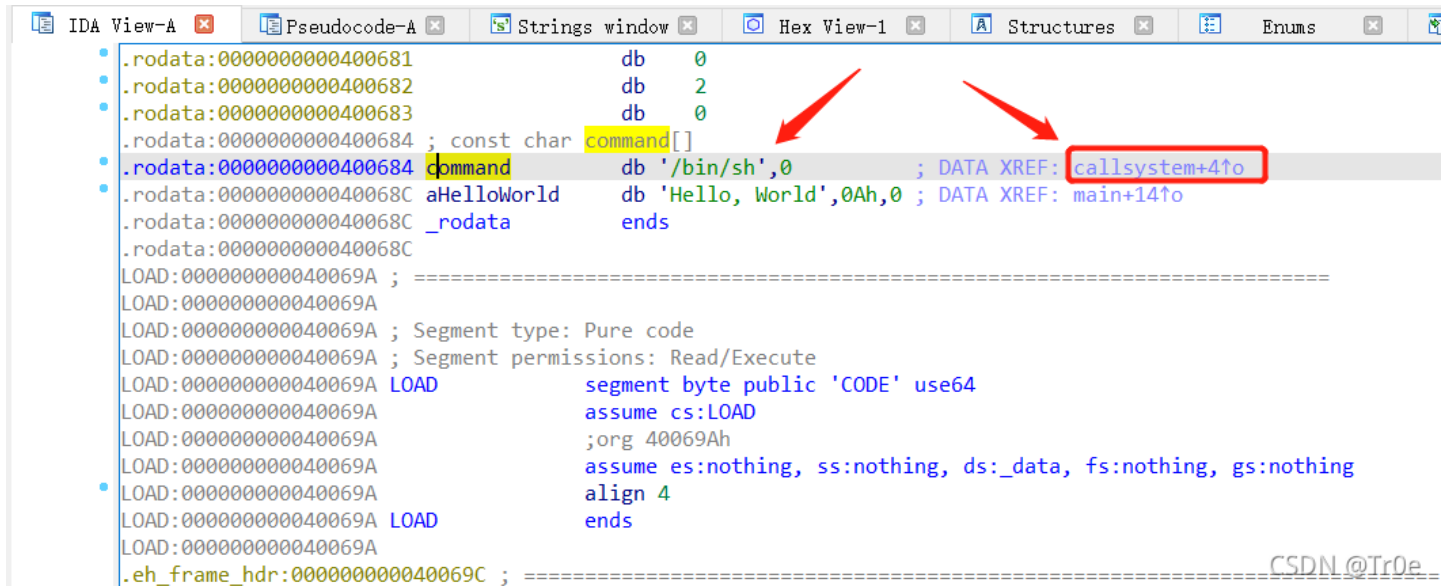 IDA View-A Pseudocode-A Strings window Hex View-1 Structures Enums
.rodata:0000000000400681 db 0
.rodata:0000000000400682 db 2
.rodata:0000000000400683 db 0
.rodata:0000000000400684 ; const char command[]
.rodata:0000000000400684 command db '/bin/sh',0 ; DATA XREF: callsystem+4↑o
.rodata:000000000040068C aHelloWorld db 'Hello, World',0Ah,0 ; DATA XREF: main+14↑o
.rodata:000000000040068C _rodata ends
.rodata:000000000040068C
LOAD:000000000040069A ; ===========================================================================
LOAD:000000000040069A
LOAD:000000000040069A ; Segment type: Pure code
LOAD:000000000040069A ; Segment permissions: Read/Execute
LOAD:000000000040069A LOAD segment byte public 'CODE' use64
LOAD:000000000040069A assume cs:LOAD
LOAD:000000000040069A ;org 40069Ah
LOAD:000000000040069A assume es:nothing, ss:nothing, ds:_data, fs:nothing, gs:nothing
LOAD:000000000040069A align 4
LOAD:000000000040069A LOAD ends
LOAD:000000000040069A
.eh_frame_hdr:000000000040069C ; ===========================================================================
CSDN @Tr0e